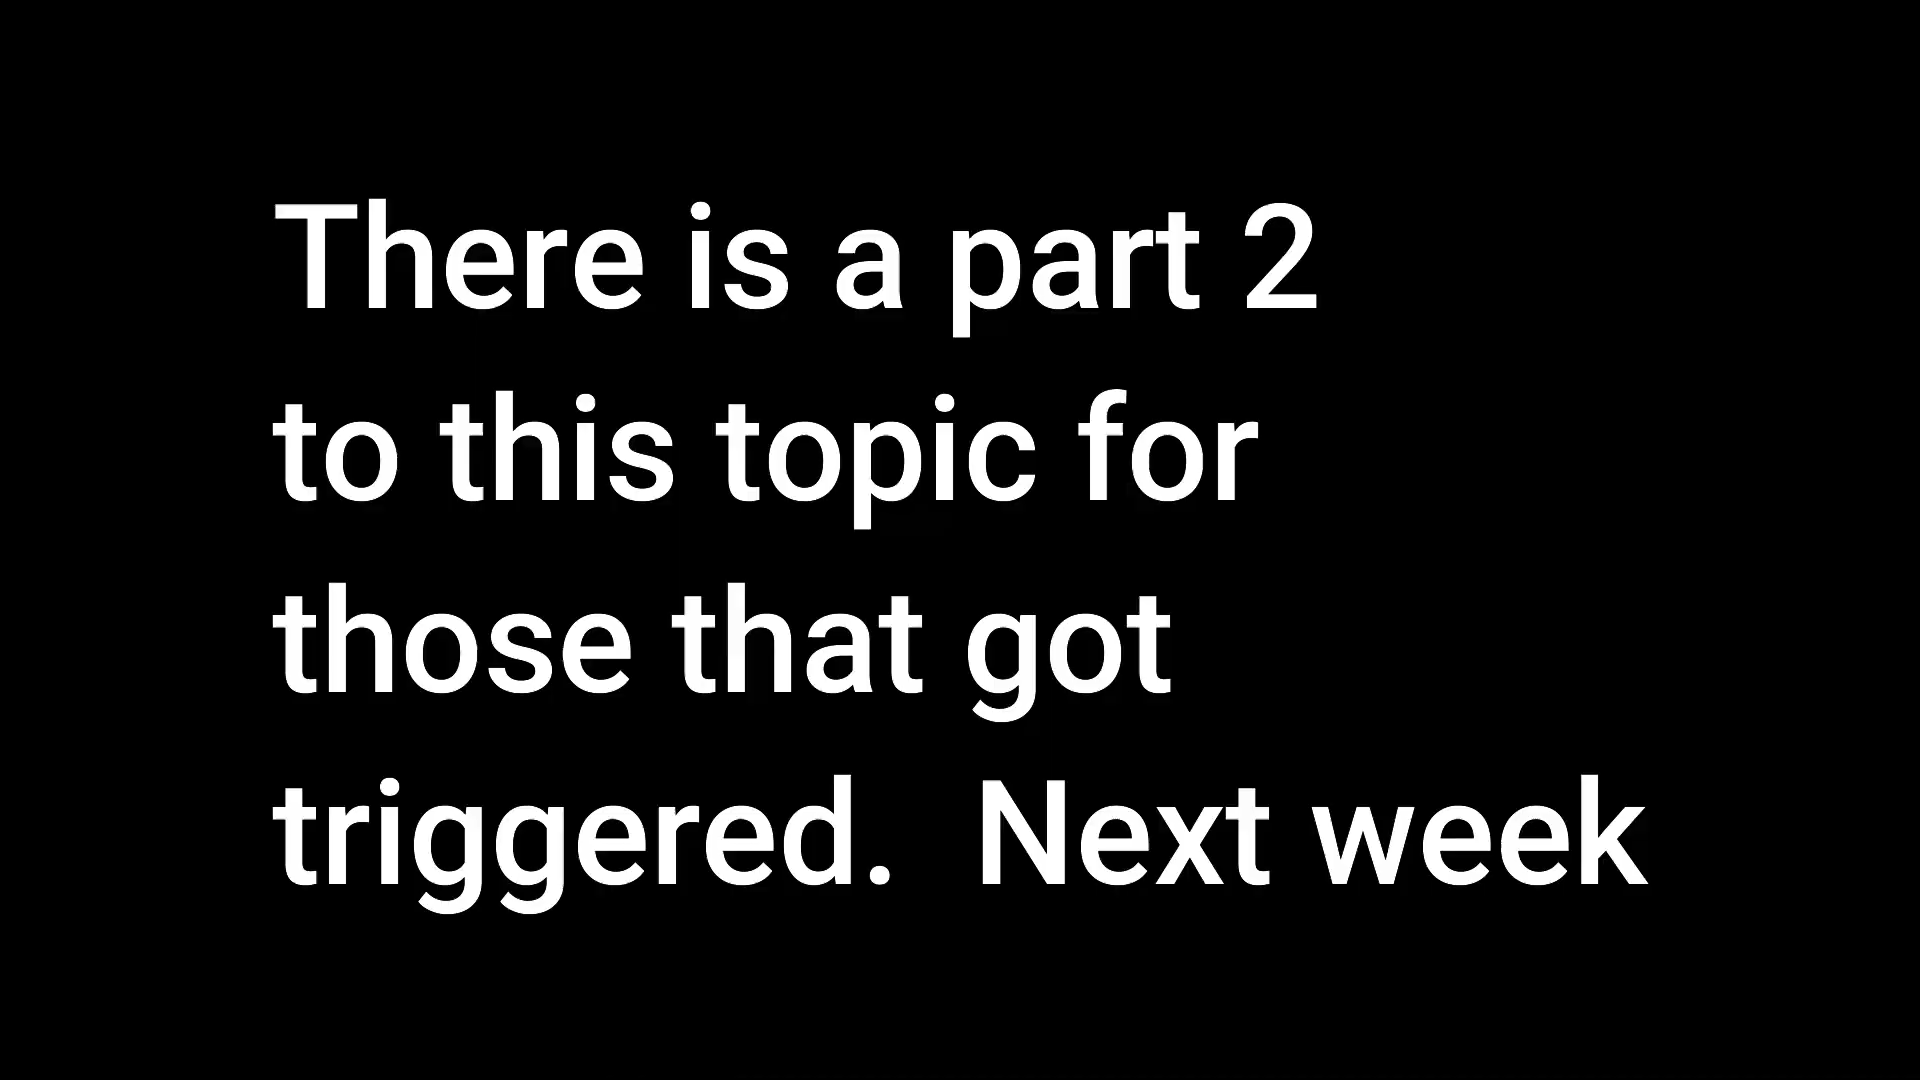 There is a part 2
to this topic for
those that got
triggered.  Next week